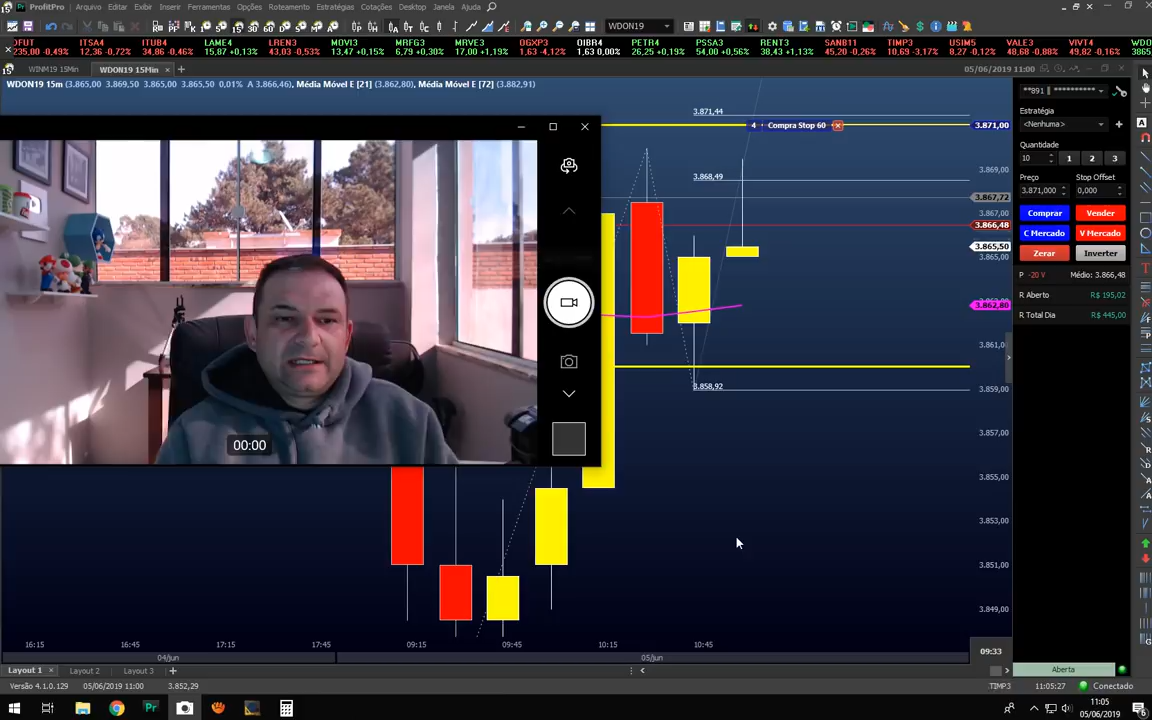 ProfitPro Arquivo Editar Exibir Inserir Ferramentas Opções Roteamento Estratégias Cotações Desktop Janela Ajuda
15 15 30 60 D S M A WDON19
DFUT ITSA4 ITUB4 LAME4 LREN3 MOVI3 MRFG3 MRVE3 OGXP3 OIBR4 PETR4 PSSA3 RENT3 SANB11 TIMP3 USIM5 VALE3 VIVT4 WDO
235,00 -0,49% 12,36 -0,72% 34,86 -0,46% 15,87 +0,13% 43,03 -0,53% 13,47 +0,15% 6,79 +0,30% 17,00 +1,19% 1,63 -4,12% 1,63 0,00% 26,25 +0,19% 54,00 +0,56% 38,43 +0,13% 45,20 -0,26% 11,69 -3,17% 8,27 -0,12% 48,68 -0,88% 49,82 -0,16% 3865
WINM19 15Min WDON19 15Min 05/06/2019 11:00
WDON19 15m (3.865,00 3.869,50 3.865,00 3.865,50 0,01% A 3.866,46), Média Móvel E [21] (3.862,80), Média Móvel E [72] (3.882,91)
**891 | **********
Estratégia
<Nenhuma>
Quantidade
10 1 2 3
Preço Stop Offset
3.871,000 0,000
Comprar Vender
C Mercado V Mercado
Zerar Inverter
P -20 V Médio: 3.866,48
R Aberto R$ 195,02
R Total Dia R$ 445,00
3.871,44
4 Compra Stop 60 3.871,00
3.869,00
3.868,49
3.867,72
3.867,00
3.866,48
3.865,50
3.865,00
3.862,80
3.861,00
3.858,92
3.859,00
3.857,00
3.855,00
3.853,00
3.851,00
3.849,00
00:00
16:15 16:45 17:15 17:45 09:15 09:45 10:15 10:45
09:33
04/jun 05/jun
Layout 1 Layout 2 Layout 3
Aberta
Versão 4.1.0.129 05/06/2019 11:00 3.852,29 TIMP3 11:05:27 Conectado
11:05
05/06/2019